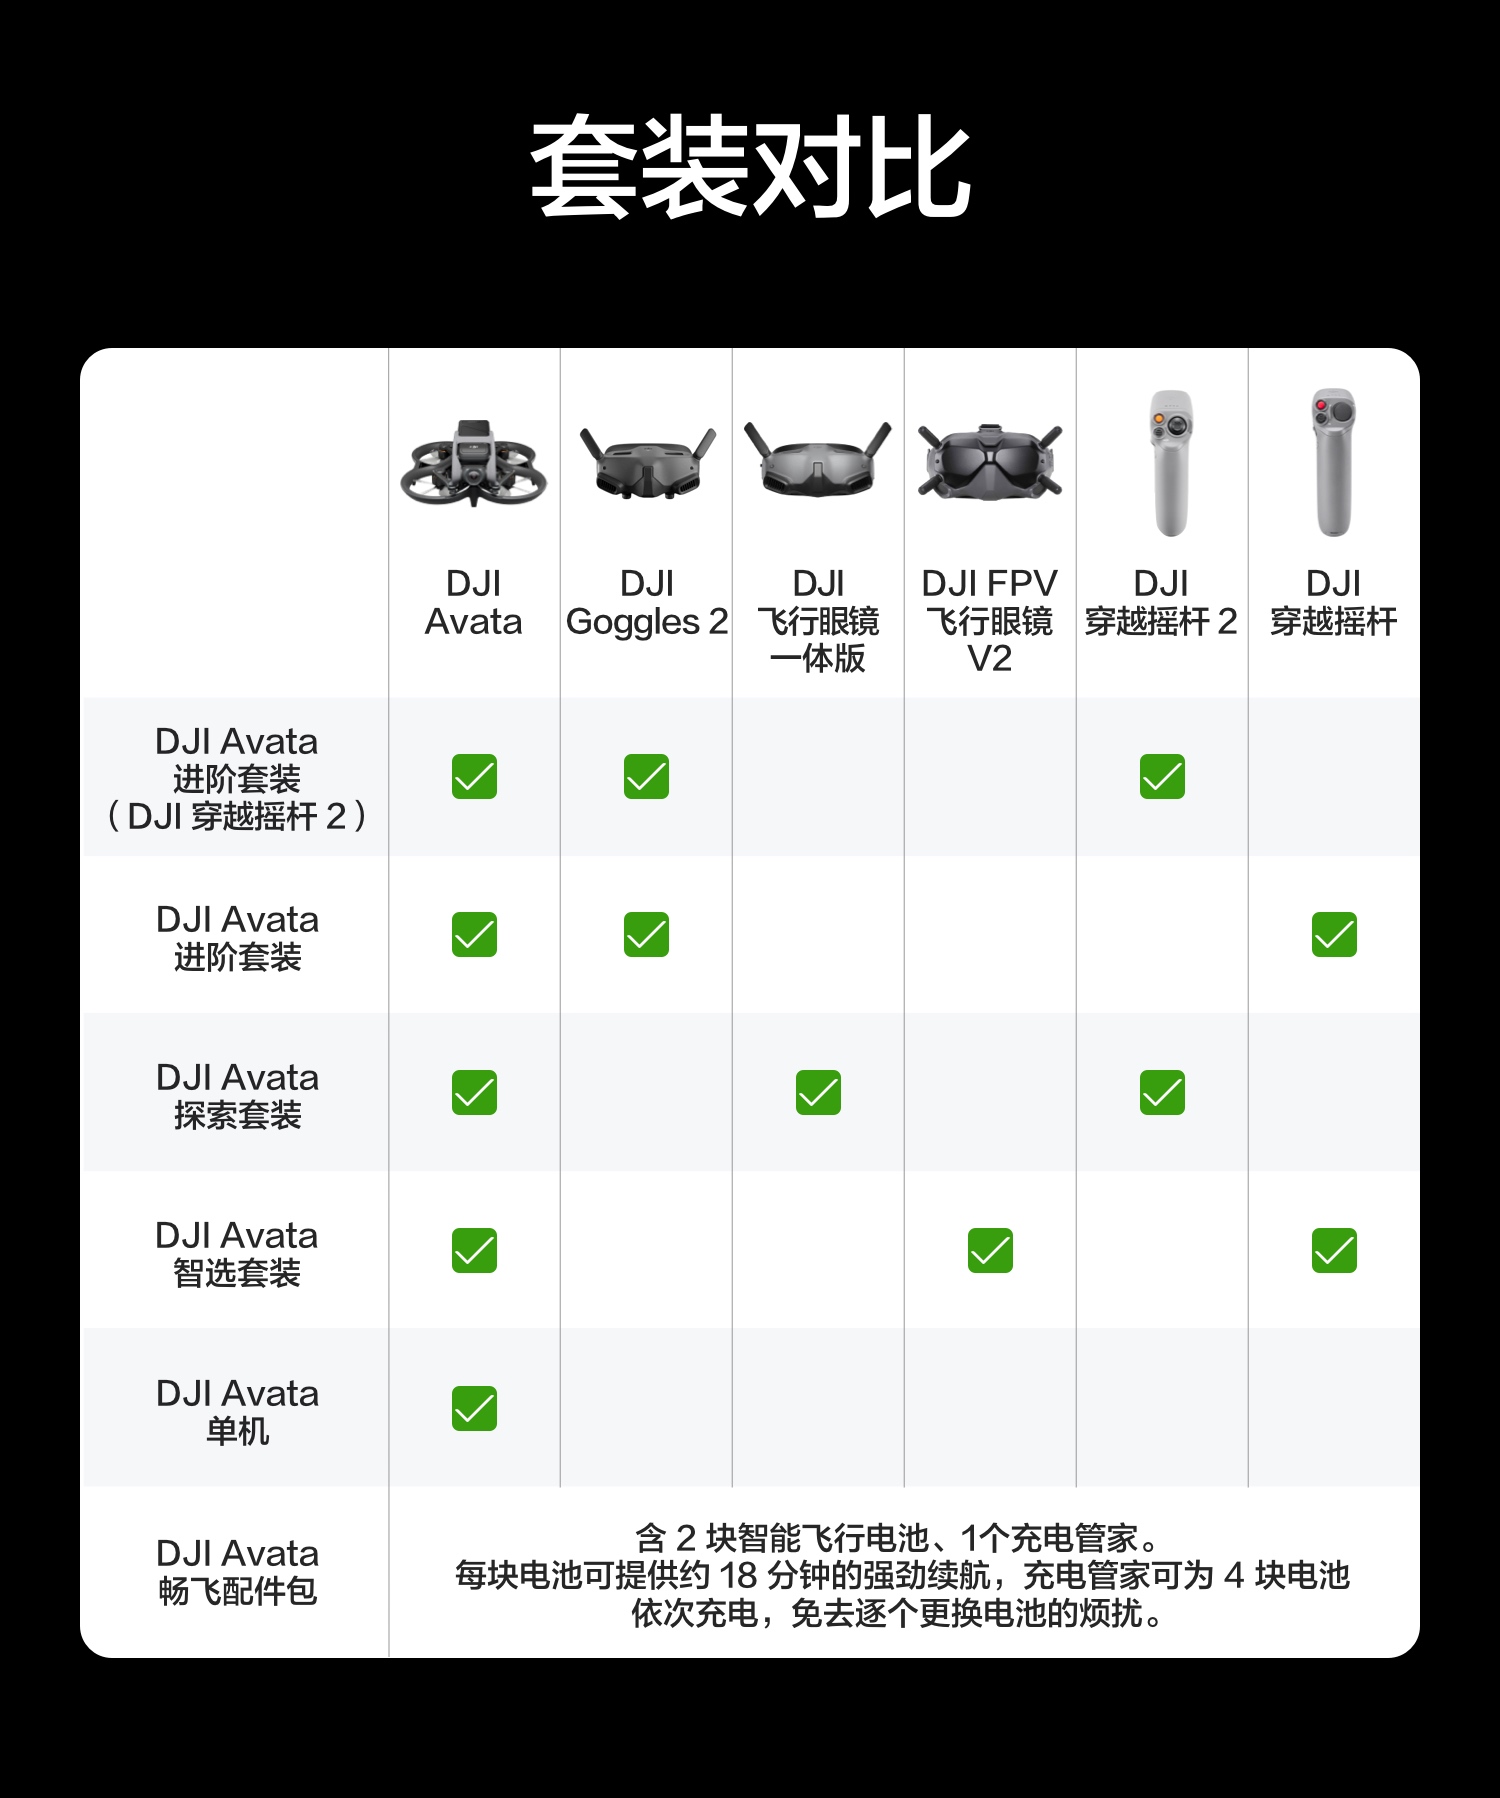 套装对比
DJI
Avata
DJI
Goggles 2
DJI
飞行眼镜
一体版
DJI FPV
飞行眼镜
V2
DJI
穿越摇杆 2
DJI
穿越摇杆
DJI Avata
进阶套装
（DJI 穿越摇杆 2）
DJI Avata
进阶套装
DJI Avata
探索套装
DJI Avata
智选套装
DJI Avata
单机
DJI Avata
畅飞配件包
含 2 块智能飞行电池、1个充电管家。
每块电池可提供约 18 分钟的强劲续航，充电管家可为 4 块电池
依次充电，免去逐个更换电池的烦扰。